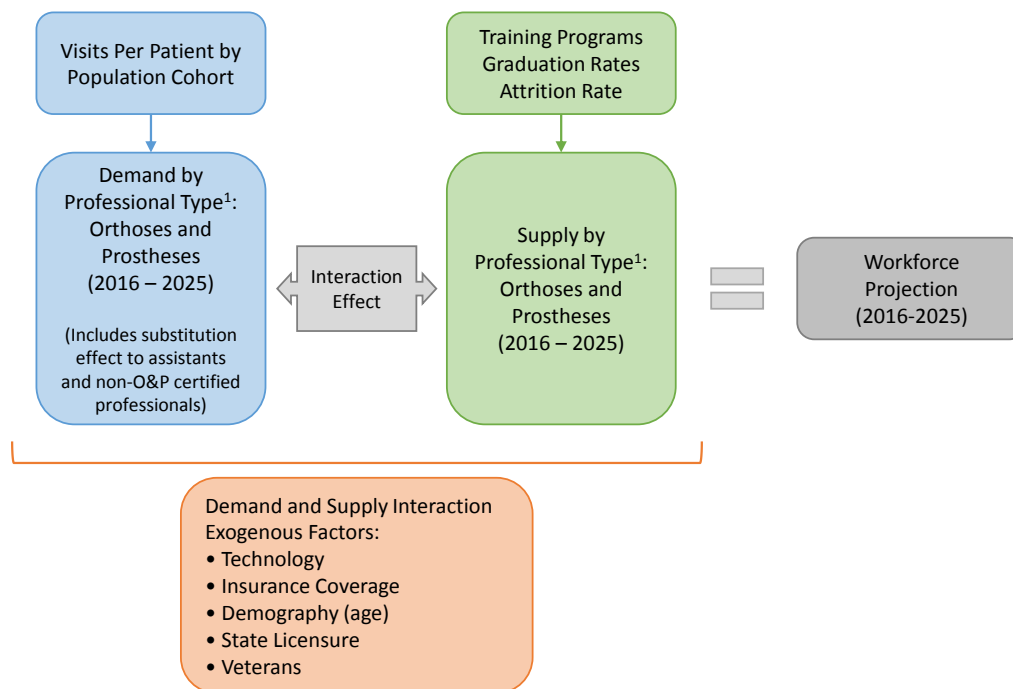 Visits Per Patient by
Population Cohort
Training Programs
Graduation Rates
Attrition Rate
Demand by
Professional Type¹:
Orthoses and
Prostheses
(2016 – 2025)
(Includes substitution
effect to assistants
and non-O&P certified
professionals)
Interaction
Effect
Supply by
Professional Type¹:
Orthoses and
Prostheses
(2016 – 2025)
Workforce
Projection
(2016-2025)
Demand and Supply Interaction
Exogenous Factors:
• Technology
• Insurance Coverage
• Demography (age)
• State Licensure
• Veterans